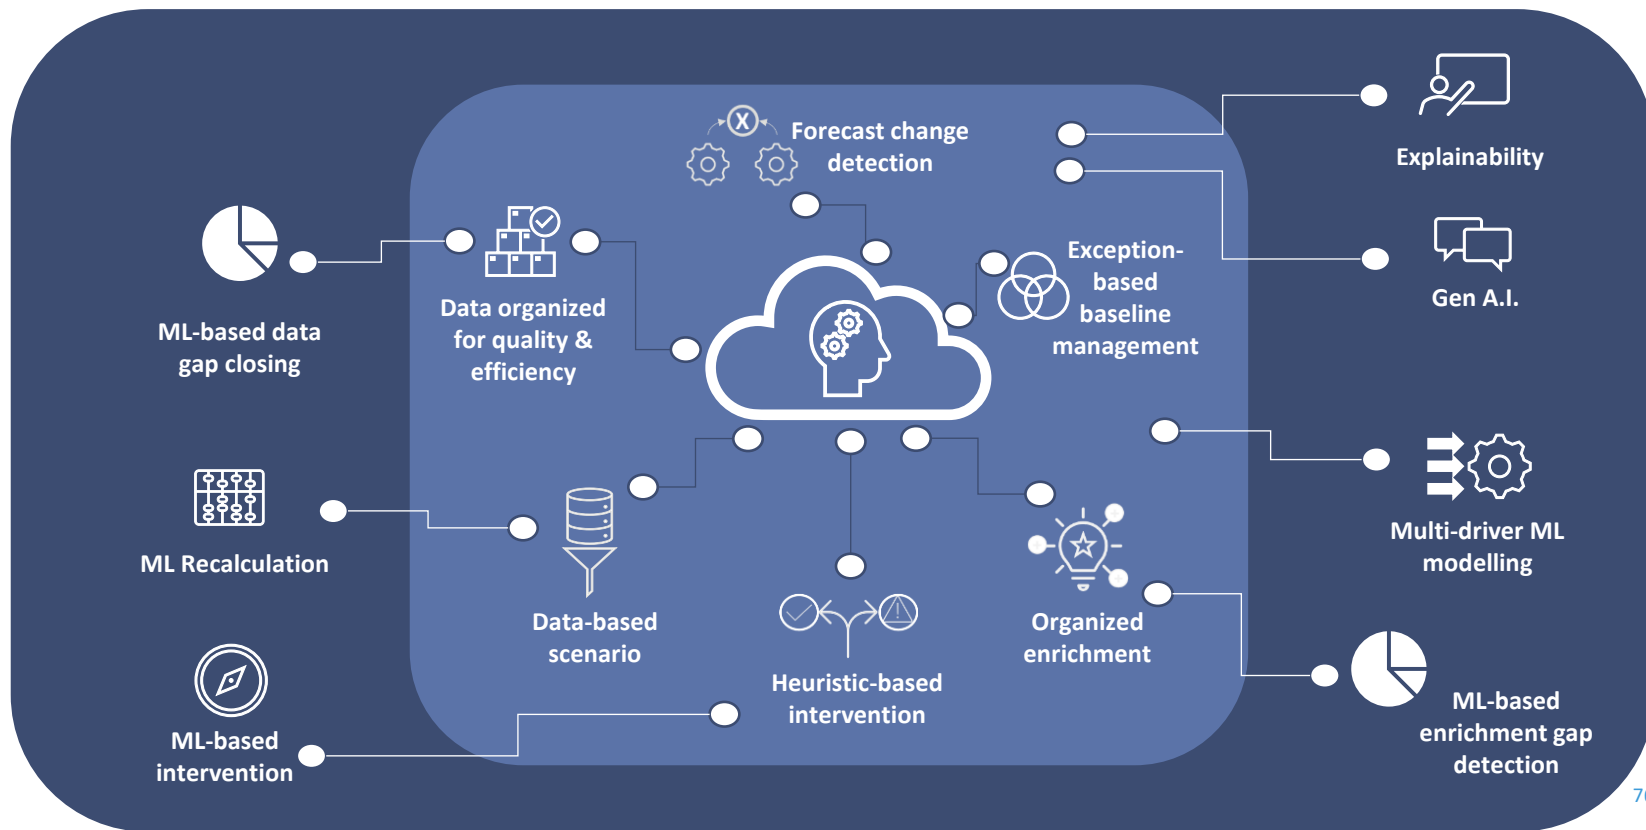 Forecast change
detection
Explainability
Exception-
based
baseline
management
Gen A.I.
Data organized
for quality &
efficiency
ML-based data
gap closing
X
Multi-driver ML
modelling
ML Recalculation
Data-based
scenario
Organized
enrichment
Heuristic-based
intervention
ML-based
intervention
ML-based
enrichment gap
detection